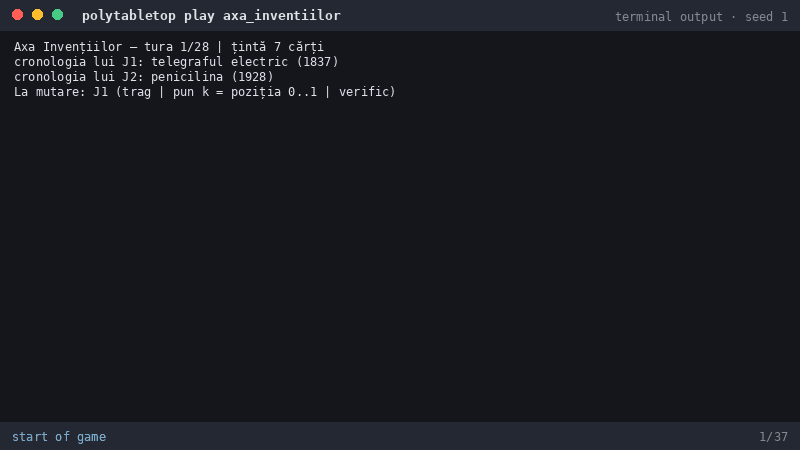 polytabletop play axa_inventiilor
terminal output · seed 1
Axa Invențiilor — tura 1/28 | țintă 7 cărți
cronologia lui J1: telegraful electric (1837)
cronologia lui J2: penicilina (1928)
La mutare: J1 (trag | pun k = poziția 0..1 | verific)
start of game
1/37